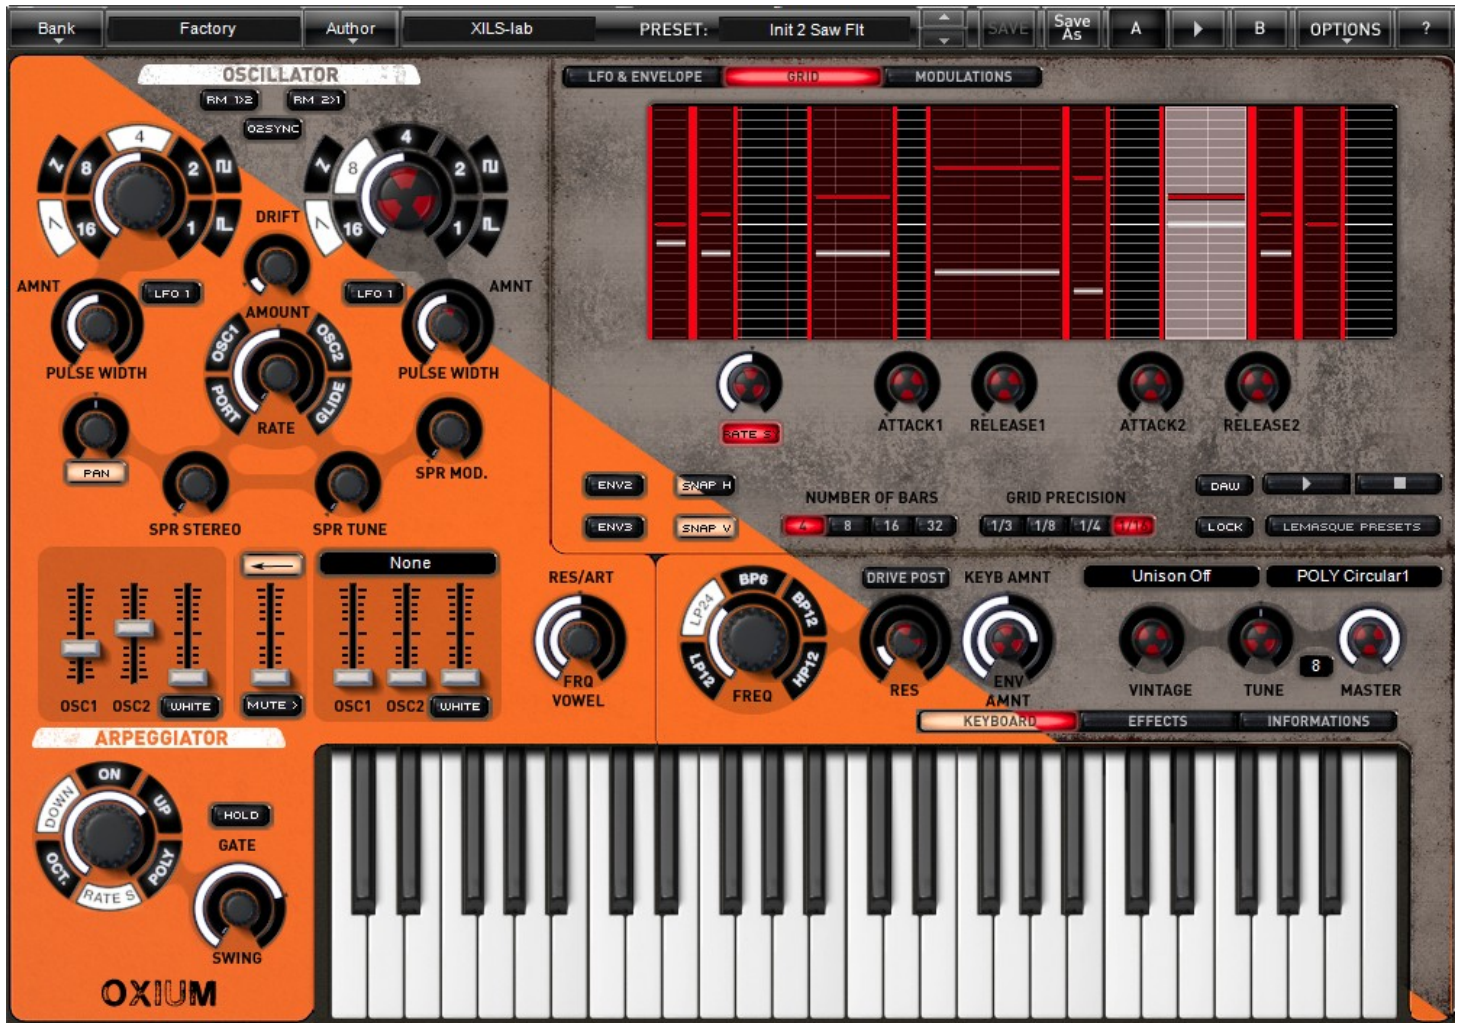 Bank Factory Author XILS-lab PRESET: Init 2 Saw Flt SAVE Save As A B OPTIONS ?
OSCILLATOR
LFO & ENVELOPE GRID MODULATIONS
RM 1>2 RM 2>1
O2SYNC
4 8 2 16 1
4 8 2 16 1
DRIFT
AMNT LFO 1 LFO 1 AMNT
AMOUNT
OSC1 OSC2
PORT GLIDE
RATE
PULSE WIDTH PULSE WIDTH
PAN
SPR MOD.
SPR STEREO SPR TUNE
ATTACK1 RELEASE1 ATTACK2 RELEASE2
ENV2 SNAP H
ENV3 SNAP V
NUMBER OF BARS
4 8 16 32
GRID PRECISION
1/3 1/8 1/4 1/16
DAW
LOCK LEMASQUE PRESETS
None
OSC1 OSC2 WHITE MUTE > OSC1 OSC2 WHITE
RES/ART
FRQ
VOWEL
BP6
LP24 BP12
LP12 HP12
FREQ
DRIVE POST
RES
KEYB AMNT
ENV
AMNT
Unison Off POLY Circular1
8
VINTAGE TUNE MASTER
KEYBOARD EFFECTS INFORMATIONS
ARPEGGIATOR
ON
DOWN UP
OCT. POLY
RATE S
HOLD
GATE
SWING
OXIUM